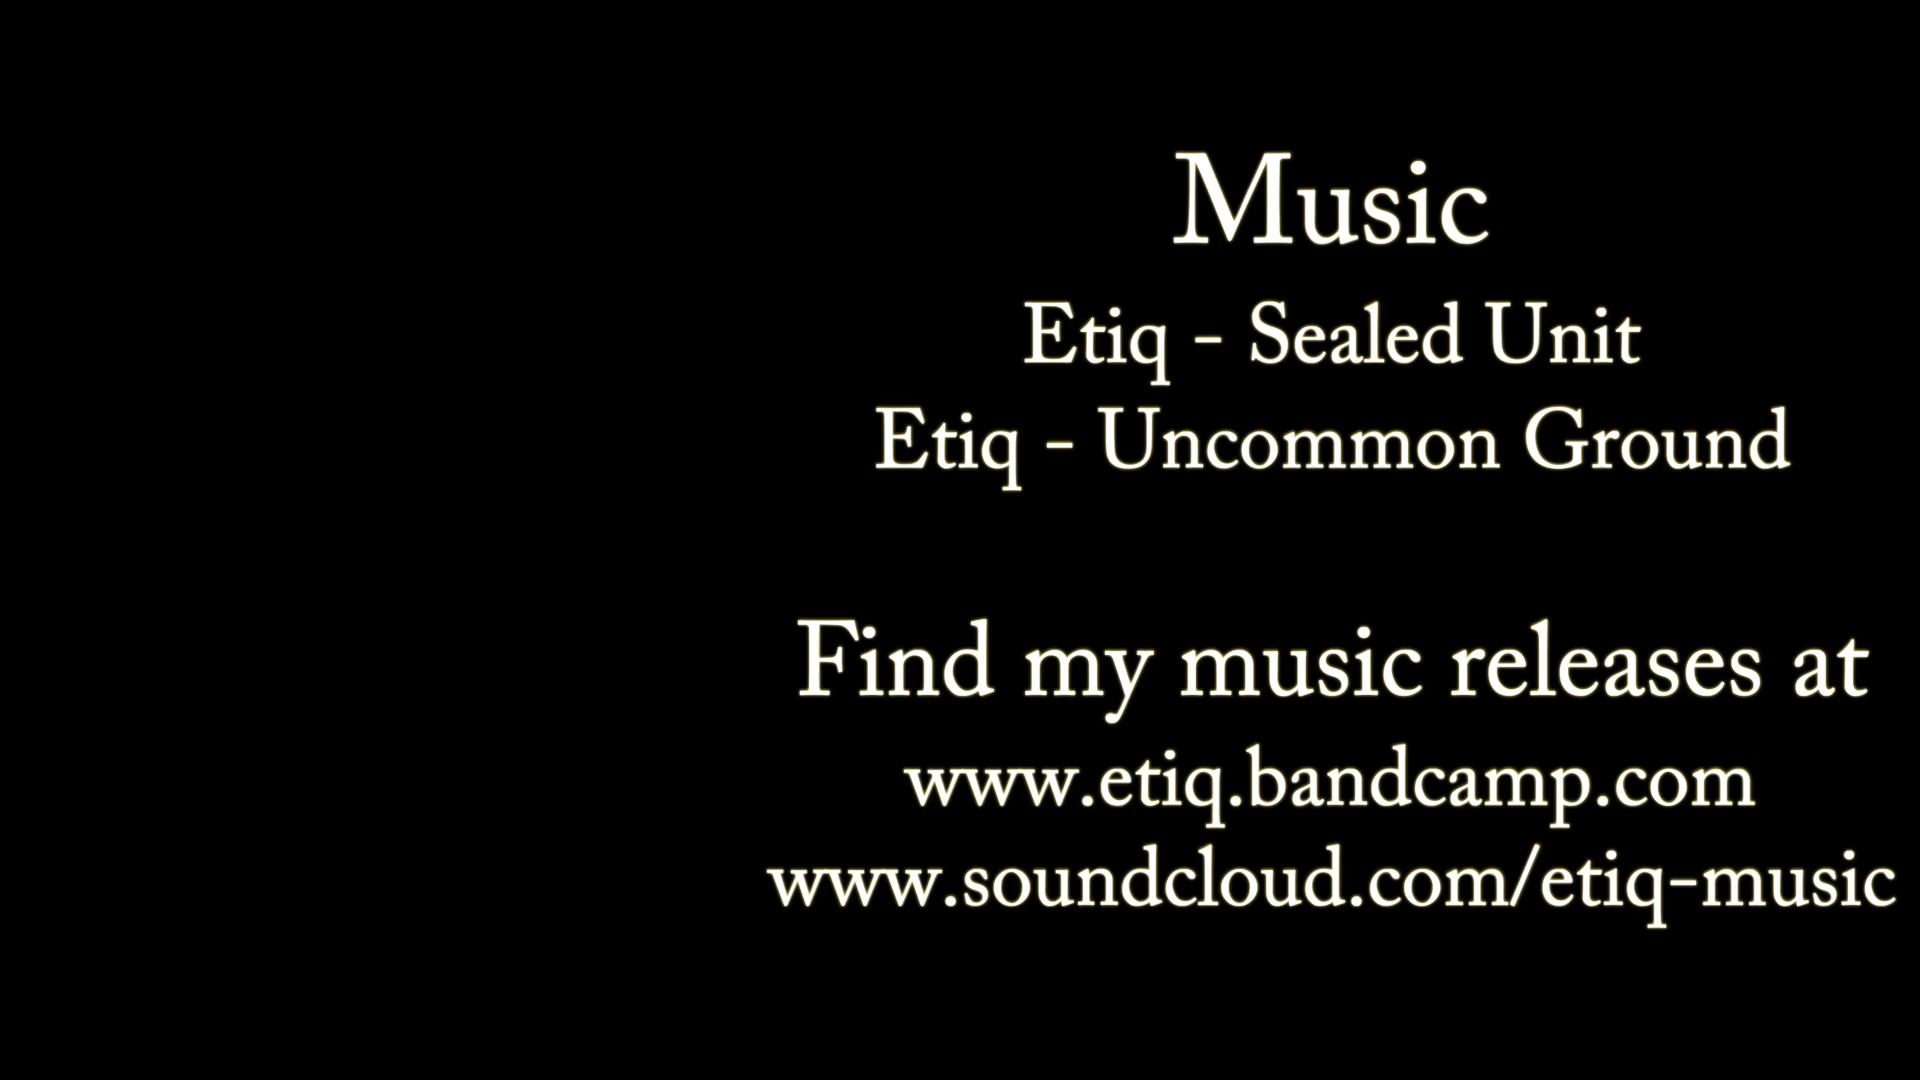 Music
Etiq - Sealed Unit
Etiq - Uncommon Ground
Find my music releases at
www.etiq.bandcamp.com
www.soundcloud.com/etiq-music